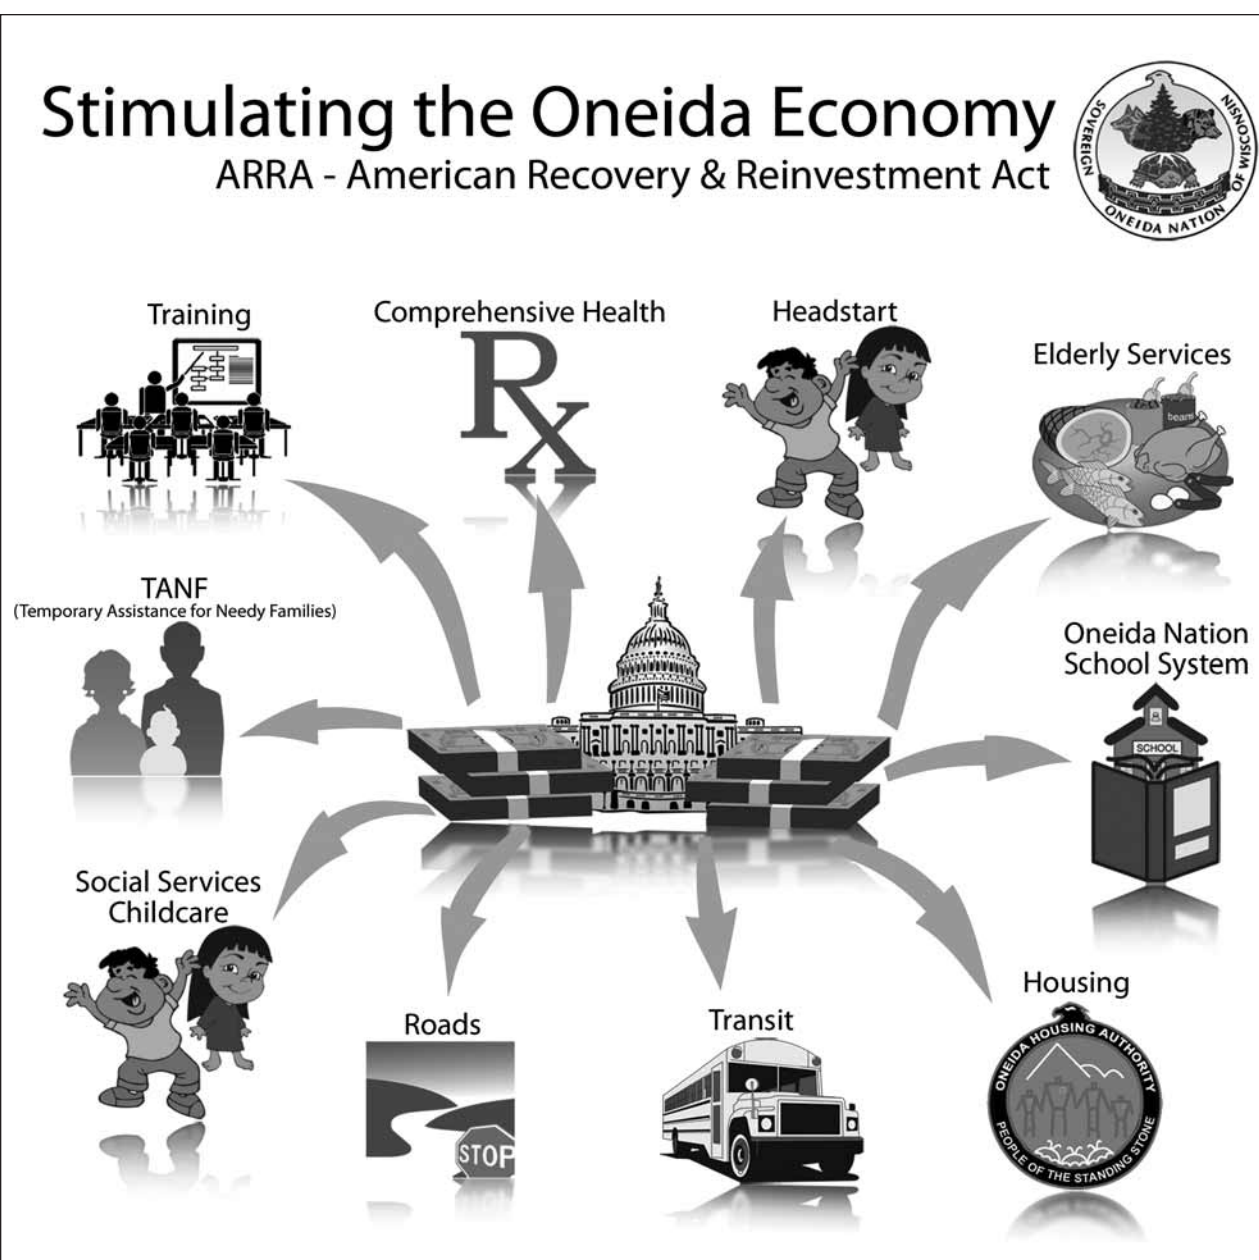 Stimulating the Oneida Economy
ARRA - American Recovery & Reinvestment Act
SOVEREIGN
ONEIDA NATION
OF WISCONSIN
Training
Comprehensive Health
Rx
Headstart
Elderly Services
beans
TANF
(Temporary Assistance for Needy Families)
Oneida Nation
School System
SCHOOL
Social Services
Childcare
Roads
STOP
Transit
Housing
ONEIDA HOUSING AUTHORITY
PEOPLE OF THE STANDING STONE